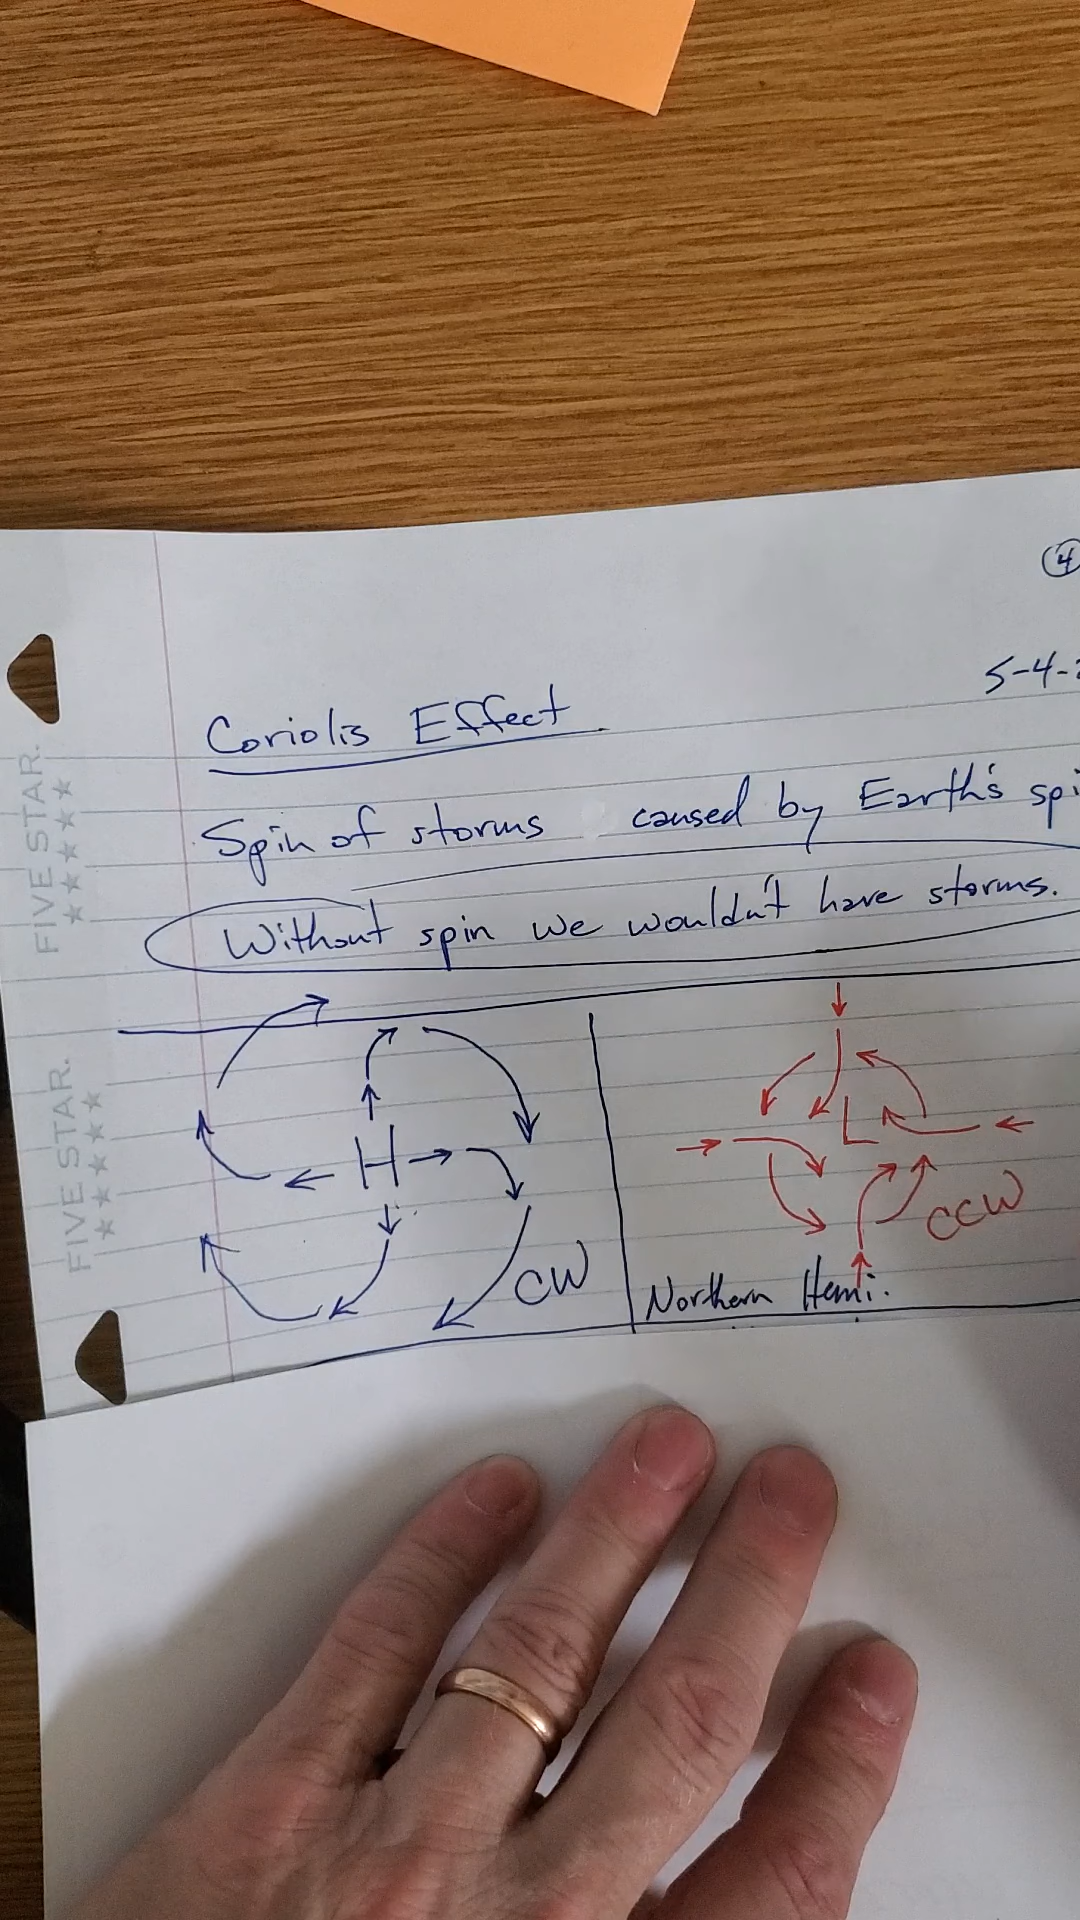 4
5-4-
Coriolis Effect
Spin of storms caused by Earth's
Without spin we wouldn't have storms.
H
CW
L
CCW
Northern Hemi.
FIVE STAR.
FIVE STAR.